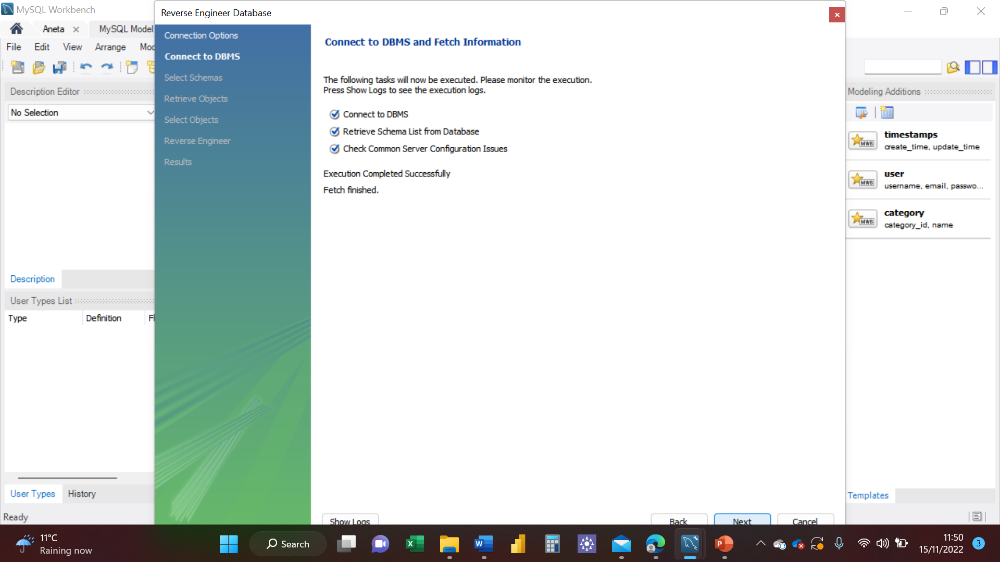 MySQL Workbench
Reverse Engineer Database
Aneta
MySQL Model
File Edit View Arrange
Description Editor
No Selection
Description
User Types List
Type Definition
User Types History
Ready
Connection Options
Connect to DBMS
Select Schemas
Retrieve Objects
Select Objects
Reverse Engineer
Results
Connect to DBMS and Fetch Information
The following tasks will now be executed. Please monitor the execution.
Press Show Logs to see the execution logs.
Connect to DBMS
Retrieve Schema List from Database
Check Common Server Configuration Issues
Execution Completed Successfully
Fetch finished.
Show Logs Back Next Cancel
Modeling Additions
timestamps
create_time, update_time
MWB
user
username, email, passwo...
MWB
category
category_id, name
MWB
Templates
11°C
Raining now
Search
11:50
15/11/2022
3